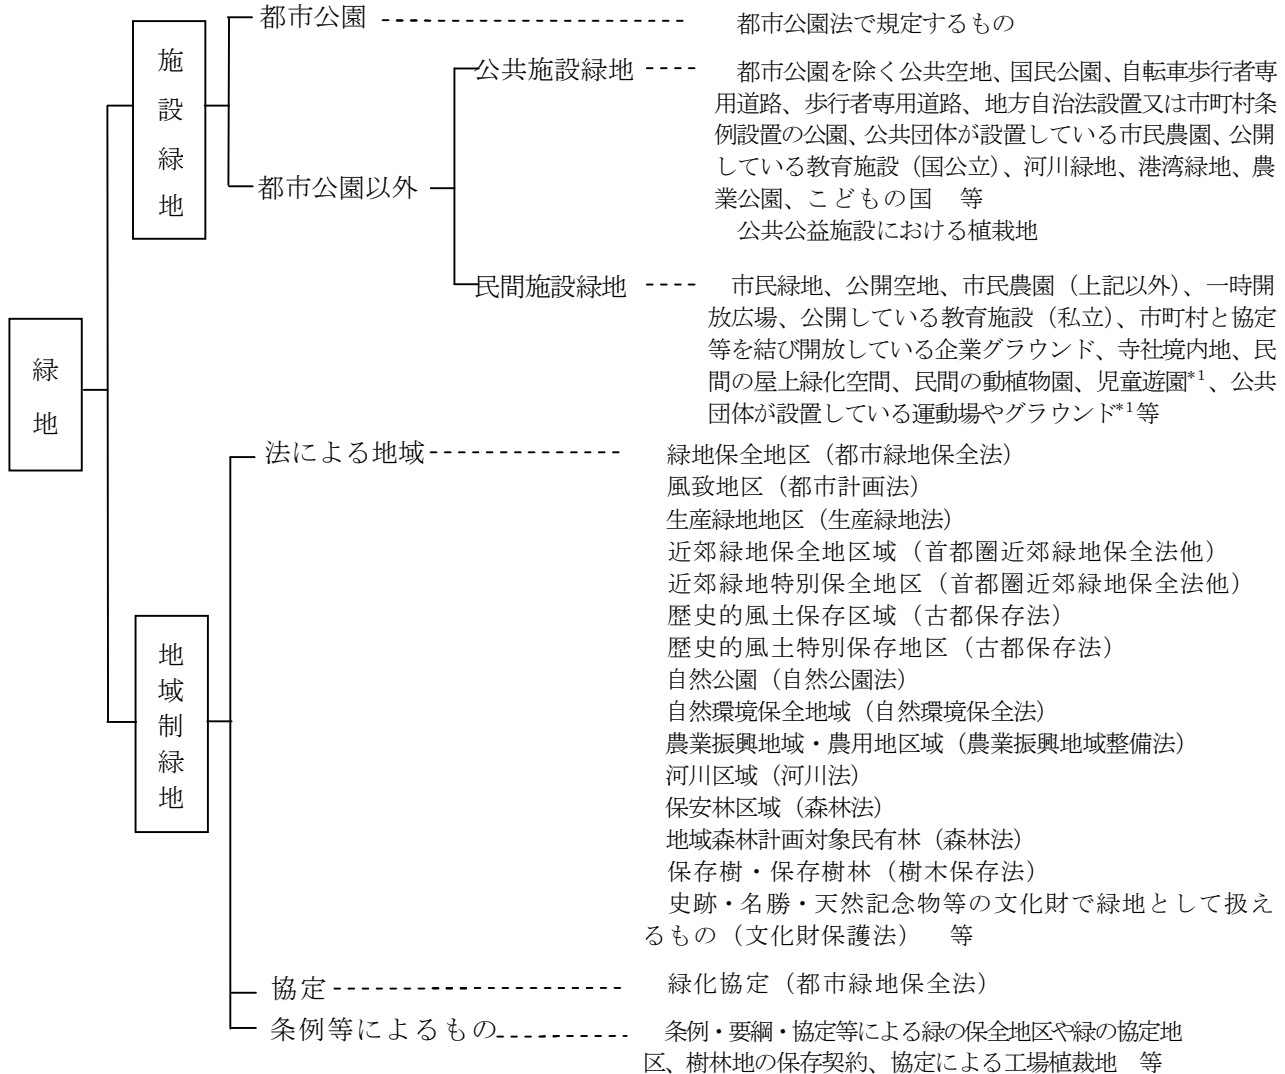 緑地
施設緑地
都市公園
都市公園法で規定するもの
都市公園以外
公共施設緑地
都市公園を除く公共空地、国民公園、自転車歩行者専
用道路、歩行者専用道路、地方自治法設置又は市町村条
例設置の公園、公共団体が設置している市民農園、公開
している教育施設（国公立）、河川緑地、港湾緑地、農
業公園、こどもの国　等
公共公益施設における植栽地
民間施設緑地
市民緑地、公開空地、市民農園（上記以外）、一時開
放広場、公開している教育施設（私立）、市町村と協定
等を結び開放している企業グラウンド、寺社境内地、民
間の屋上緑化空間、民間の動植物園、児童遊園*1、公共
団体が設置している運動場やグラウンド*1等
地域制緑地
法による地域
緑地保全地区（都市緑地保全法）
風致地区（都市計画法）
生産緑地地区（生産緑地法）
近郊緑地保全地区域（首都圏近郊緑地保全法他）
近郊緑地特別保全地区（首都圏近郊緑地保全法他）
歴史的風土保存区域（古都保存法）
歴史的風土特別保存地区（古都保存法）
自然公園（自然公園法）
自然環境保全地域（自然環境保全法）
農業振興地域・農用地区域（農業振興地域整備法）
河川区域（河川法）
保安林区域（森林法）
地域森林計画対象民有林（森林法）
保存樹・保存樹林（樹木保存法）
史跡・名勝・天然記念物等の文化財で緑地として扱え
るもの（文化財保護法）　等
協定
緑化協定（都市緑地保全法）
条例等によるもの
条例・要綱・協定等による緑の保全地区や緑の協定地
区、樹林地の保存契約、協定による工場植栽地　等